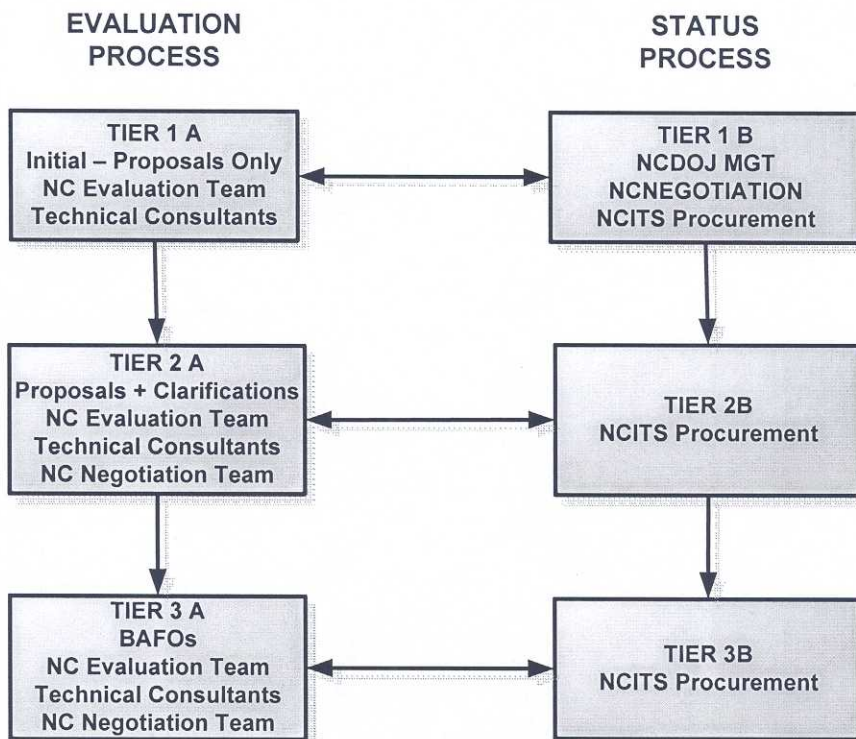 EVALUATION
PROCESS
STATUS
PROCESS
TIER 1 A
Initial – Proposals Only
NC Evaluation Team
Technical Consultants
TIER 1 B
NCDOJ MGT
NCNEGOTIATION
NCITS Procurement
TIER 2 A
Proposals + Clarifications
NC Evaluation Team
Technical Consultants
NC Negotiation Team
TIER 2B
NCITS Procurement
TIER 3 A
BAFOs
NC Evaluation Team
Technical Consultants
NC Negotiation Team
TIER 3B
NCITS Procurement